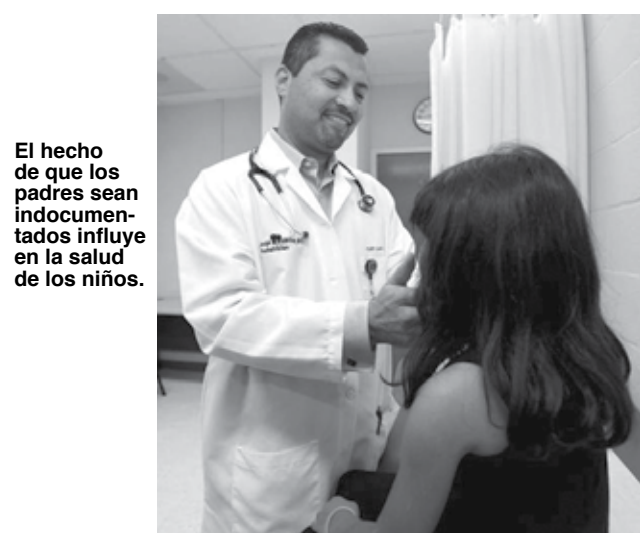 El hecho
de que los
padres sean
indocumen-
tados influye
en la salud
de los niños.